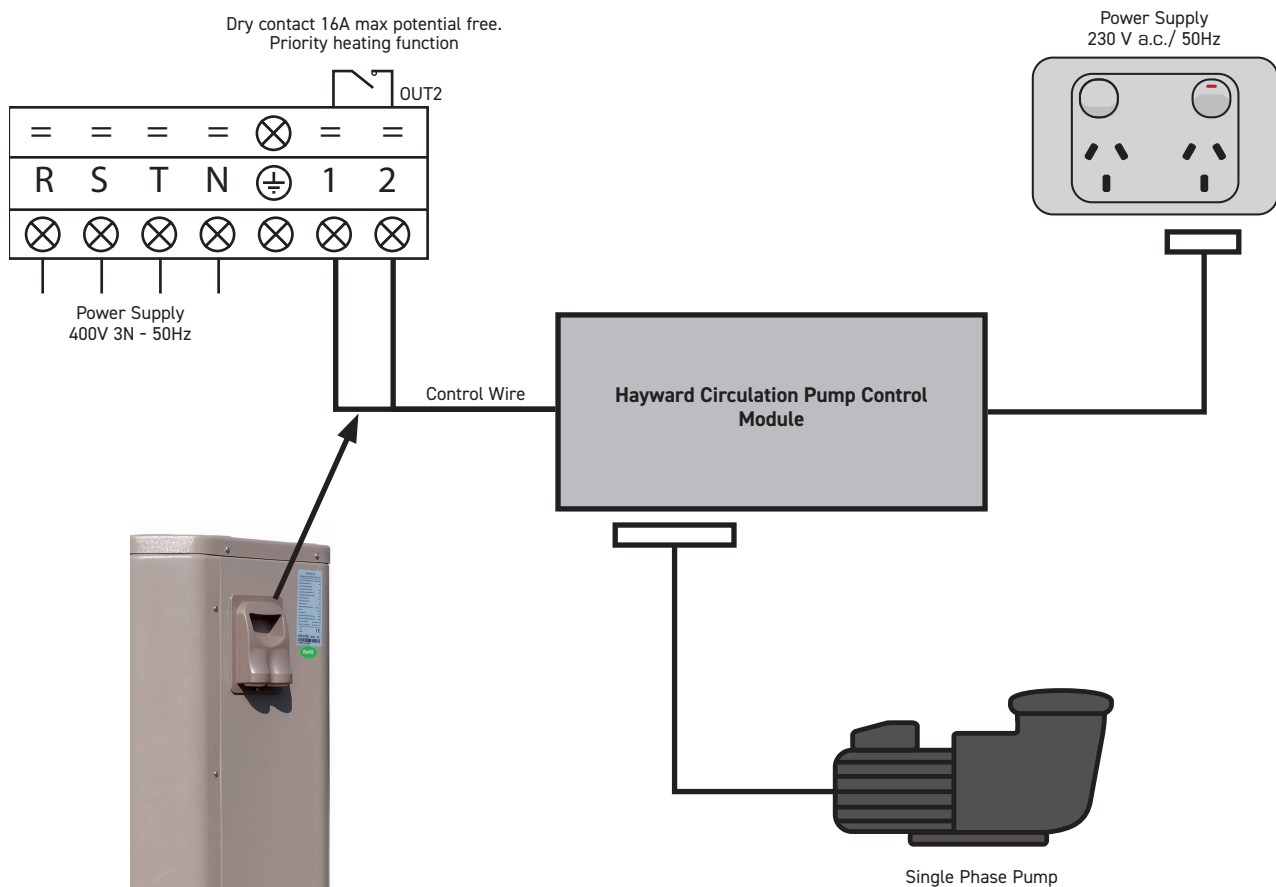 Dry contact 16A max potential free.
Priority heating function
OUT2
Power Supply
230 V a.c./ 50Hz
R S T N 1 2
Power Supply
400V 3N - 50Hz
Control Wire
Hayward Circulation Pump Control
Module
RoHS
Single Phase Pump